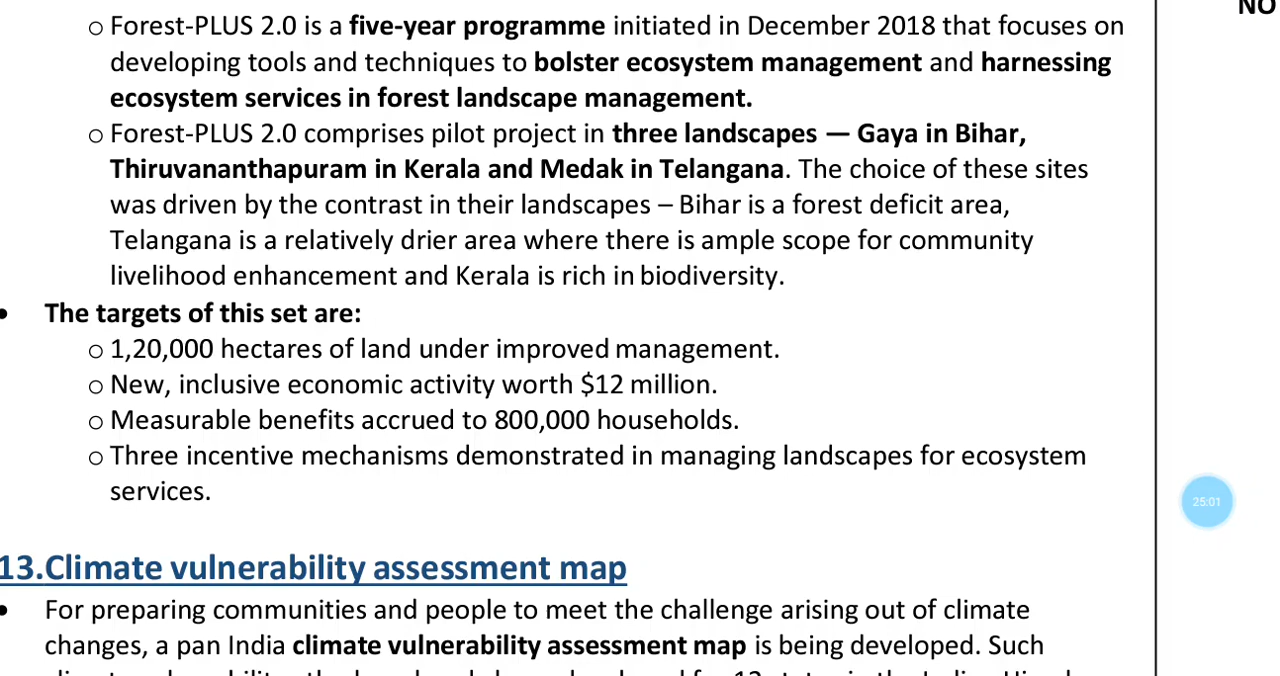 NO
○ Forest-PLUS 2.0 is a five-year programme initiated in December 2018 that focuses on
developing tools and techniques to bolster ecosystem management and harnessing
ecosystem services in forest landscape management.
○ Forest-PLUS 2.0 comprises pilot project in three landscapes — Gaya in Bihar,
Thiruvananthapuram in Kerala and Medak in Telangana. The choice of these sites
was driven by the contrast in their landscapes – Bihar is a forest deficit area,
Telangana is a relatively drier area where there is ample scope for community
livelihood enhancement and Kerala is rich in biodiversity.
• The targets of this set are:
○ 1,20,000 hectares of land under improved management.
○ New, inclusive economic activity worth $12 million.
○ Measurable benefits accrued to 800,000 households.
○ Three incentive mechanisms demonstrated in managing landscapes for ecosystem
services.
25:01
13.Climate vulnerability assessment map
• For preparing communities and people to meet the challenge arising out of climate
changes, a pan India climate vulnerability assessment map is being developed. Such